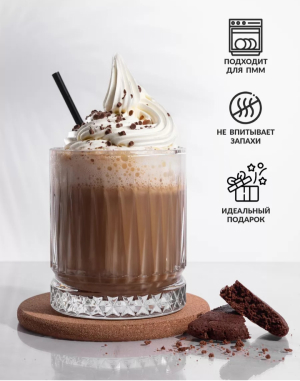 ПОДХОДИТ
ДЛЯ ПММ
НЕ ВПИТЫВАЕТ
ЗАПАХИ
ИДЕАЛЬНЫЙ
ПОДАРОК